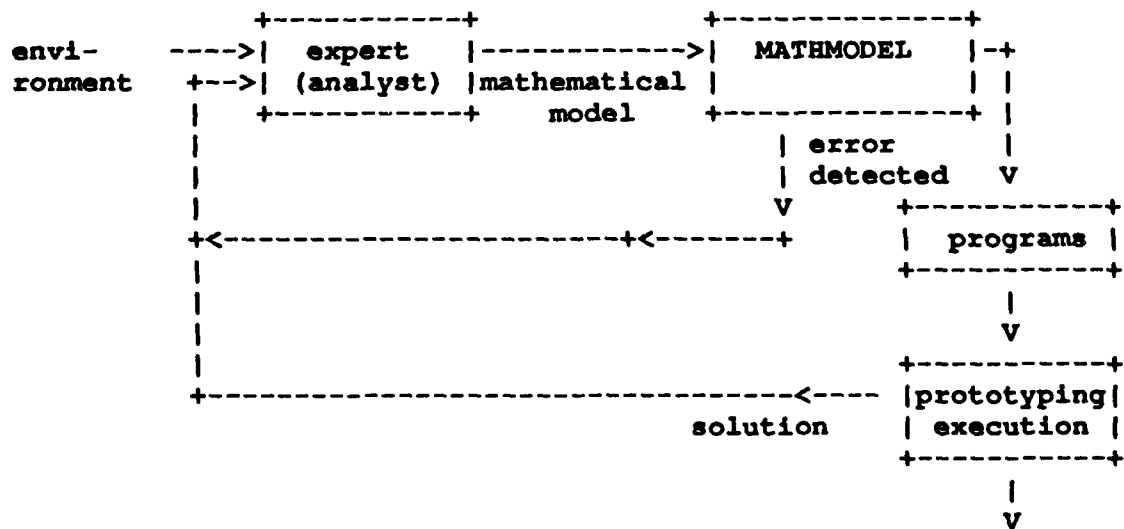 envi-
ronment
expert
(analyst)
mathematical
model
MATHMODEL
error
detected
programs
solution
prototyping
execution